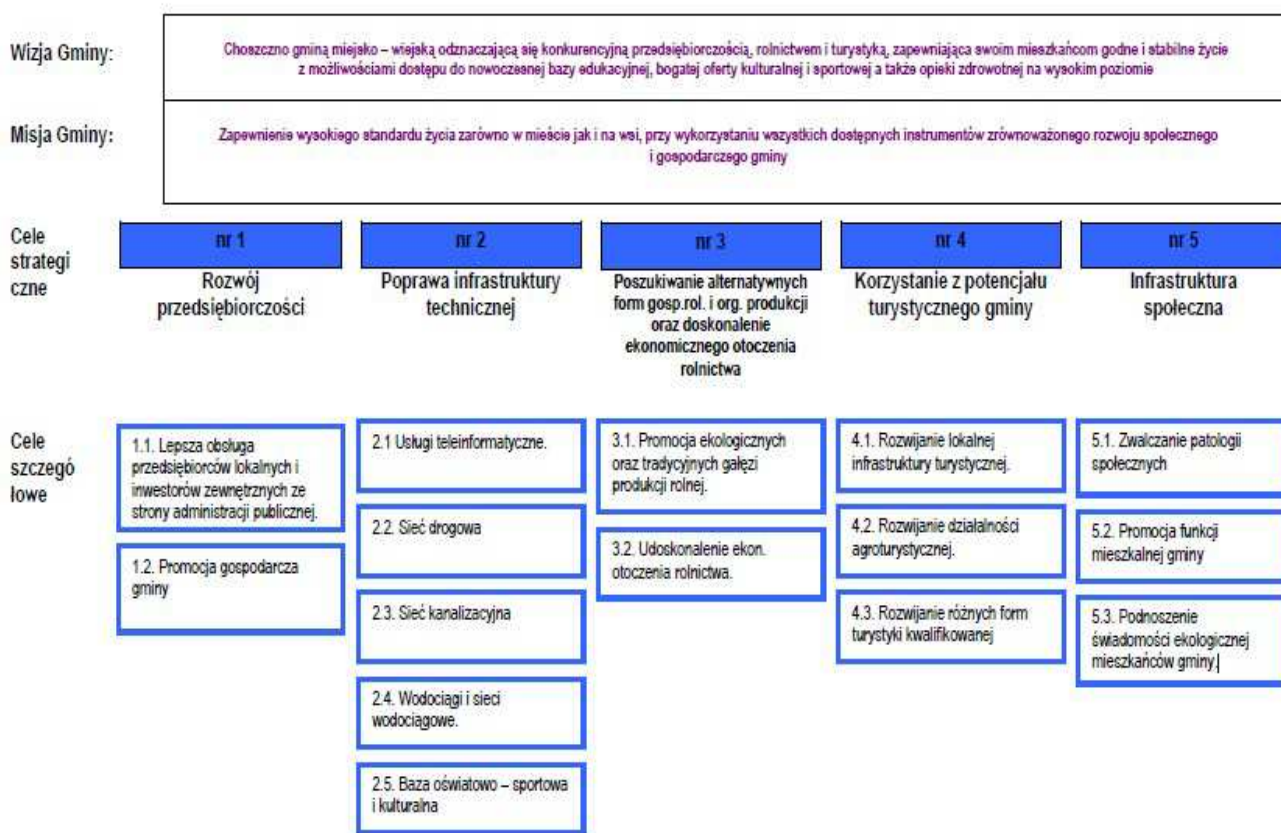 Wizja Gminy:
Choszczno gminą miejsko – wiejską odznaczającą się konkurencyjną przedsiębiorczością, rolnictwem i turystyką, zapewniająca swoim mieszkańcom godne i stabilne życie
z możliwościami dostępu do nowoczesnej bazy edukacyjnej, bogatej oferty kulturalnej i sportowej a także opieki zdrowotnej na wysokim poziomie
Misja Gminy:
Zapewnienie wysokiego standardu życia zarówno w mieście jak i na wsi, przy wykorzystaniu wszystkich dostępnych instrumentów zrównoważonego rozwoju społecznego
i gospodarczego gminy
Cele
strategi
czne
nr 1
Rozwój
przedsiębiorczości
nr 2
Poprawa infrastruktury
technicznej
nr 3
Poszukiwanie alternatywnych
form gosp.rol. i org. produkcji
oraz doskonalenie
ekonomicznego otoczenia
rolnictwa
nr 4
Korzystanie z potencjału
turystycznego gminy
nr 5
Infrastruktura
społeczna
Cele
szczegó
łowe
1.1. Lepsza obsługa
przedsiębiorców lokalnych i
inwestorów zewnętrznych ze
strony administracji publicznej.
1.2. Promocja gospodarcza
gminy
2.1 Usługi teleinformatyczne.
2.2. Sieć drogowa
2.3. Sieć kanalizacyjna
2.4. Wodociągi i sieci
wodociągowe.
2.5. Baza oświatowo – sportowa
i kulturalna
3.1. Promocja ekologicznych
oraz tradycyjnych gałęzi
produkcji rolnej.
3.2. Udoskonalenie ekon.
otoczenia rolnictwa.
4.1. Rozwijanie lokalnej
infrastruktury turystycznej.
4.2. Rozwijanie działalności
agroturystycznej.
4.3. Rozwijanie różnych form
turystyki kwalifikowanej
5.1. Zwalczanie patologii
społecznych
5.2. Promocja funkcji
mieszkalnej gminy
5.3. Podnoszenie
świadomości ekologicznej
mieszkańców gminy.